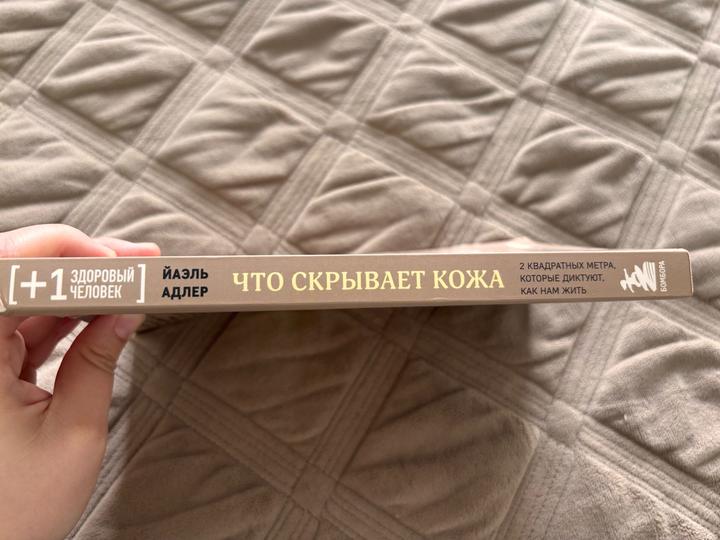 [+1 ЗДОРОВЫЙ
ЧЕЛОВЕК]
ЙАЭЛЬ
АДЛЕР
ЧТО СКРЫВАЕТ КОЖА
2 КВАДРАТНЫХ МЕТРА,
КОТОРЫЕ ДИКТУЮТ,
КАК НАМ ЖИТЬ
БОМБОРА